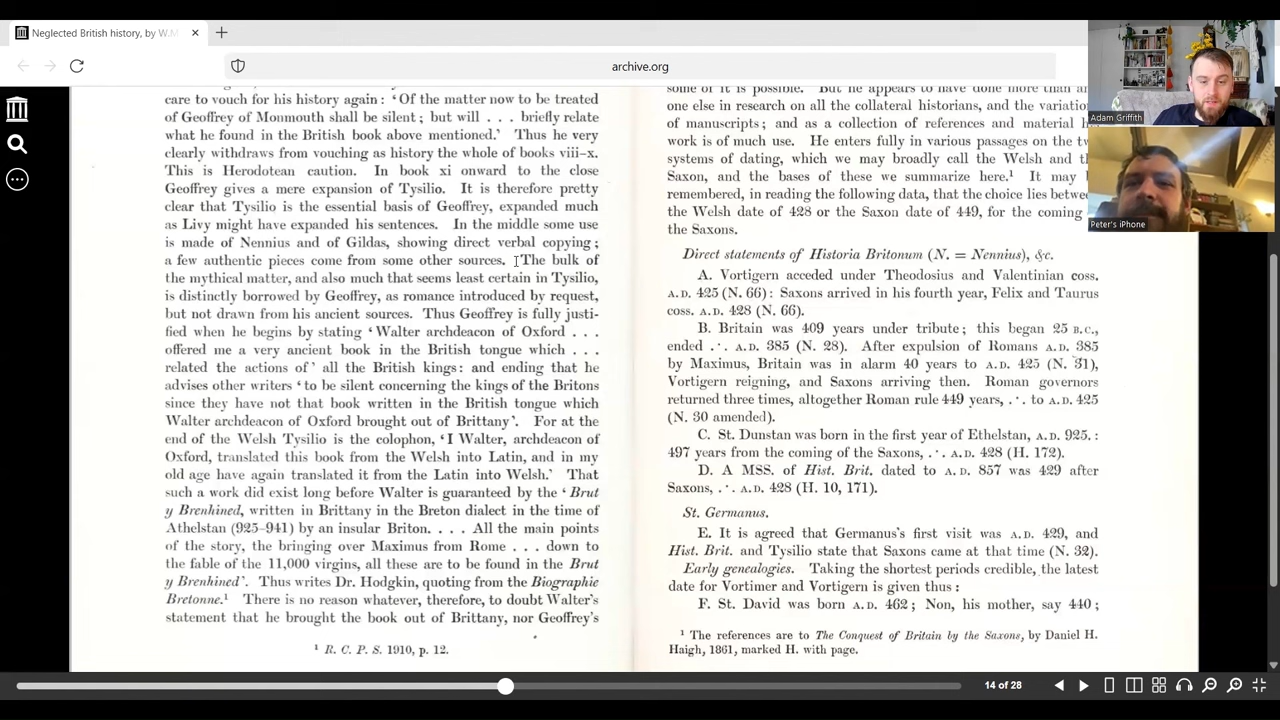 Neglected British history, by W.M
archive.org
care to vouch for his history again : ‘Of the matter now to be treated
of Geoffrey of Monmouth shall be silent ; but will . . . briefly relate
what he found in the British book above mentioned.’ Thus he very
clearly withdraws from vouching as history the whole of books viii–x.
This is Herodotean caution. In book xi onward to the close
Geoffrey gives a mere expansion of Tysilio. It is therefore pretty
clear that Tysilio is the essential basis of Geoffrey, expanded much
as Livy might have expanded his sentences. In the middle some use
is made of Nennius and of Gildas, showing direct verbal copying ;
a few authentic pieces come from some other sources. The bulk of
the mythical matter, and also much that seems least certain in Tysilio,
is distinctly borrowed by Geoffrey, as romance introduced by request,
but not drawn from his ancient sources. Thus Geoffrey is fully justi-
fied when he begins by stating ‘ Walter archdeacon of Oxford . . .
offered me a very ancient book in the British tongue which . . .
related the actions of ’ all the British kings : and ending that he
advises other writers ‘ to be silent concerning the kings of the Britons
since they have not that book written in the British tongue which
Walter archdeacon of Oxford brought out of Brittany ’. For at the
end of the Welsh Tysilio is the colophon, ‘ I Walter, archdeacon of
Oxford, translated this book from the Welsh into Latin, and in my
old age have again translated it from the Latin into Welsh.’ That
such a work did exist long before Walter is guaranteed by the ‘ Brut
y Brenhined, written in Brittany in the Breton dialect in the time of
Athelstan (925–941) by an insular Briton. . . . All the main points
of the story, the bringing over Maximus from Rome . . . down to
the fable of the 11,000 virgins, all these are to be found in the Brut
y Brenhined ’. Thus writes Dr. Hodgkin, quoting from the Biographie
Bretonne.¹ There is no reason whatever, therefore, to doubt Walter’s
statement that he brought the book out of Brittany, nor Geoffrey’s
¹ R. C. P. S. 1910, p. 12.
some of it is possible. But he appears to have done more than an
one else in research on all the collateral historians, and the variation
of manuscripts ; and as a collection of references and material h
work is of much use. He enters fully in various passages on the tw
systems of dating, which we may broadly call the Welsh and th
Saxon, and the bases of these we summarize here.¹ It may b
remembered, in reading the following data, that the choice lies betwe
the Welsh date of 428 or the Saxon date of 449, for the coming
the Saxons.
Direct statements of Historia Britonum (N. = Nennius), &c.
A. Vortigern acceded under Theodosius and Valentinian coss.
A.D. 425 (N. 66) : Saxons arrived in his fourth year, Felix and Taurus
coss. A.D. 428 (N. 66).
B. Britain was 409 years under tribute ; this began 25 B.C.,
ended ∴ A.D. 385 (N. 28). After expulsion of Romans A.D. 385
by Maximus, Britain was in alarm 40 years to A.D. 425 (N. 31),
Vortigern reigning, and Saxons arriving then. Roman governors
returned three times, altogether Roman rule 449 years, ∴ to A.D. 425
(N. 30 amended).
C. St. Dunstan was born in the first year of Ethelstan, A.D. 925. :
497 years from the coming of the Saxons, ∴ A.D. 428 (H. 172).
D. A MSS. of Hist. Brit. dated to A.D. 857 was 429 after
Saxons, ∴ A.D. 428 (H. 10, 171).
St. Germanus.
E. It is agreed that Germanus’s first visit was A.D. 429, and
Hist. Brit. and Tysilio state that Saxons came at that time (N. 32).
Early genealogies. Taking the shortest periods credible, the latest
date for Vortimer and Vortigern is given thus :
F. St. David was born A.D. 462 ; Non, his mother, say 440 ;
¹ The references are to The Conquest of Britain by the Saxons, by Daniel H.
Haigh, 1861, marked H. with page.
Adam Griffith
Peter's iPhone
14 of 28